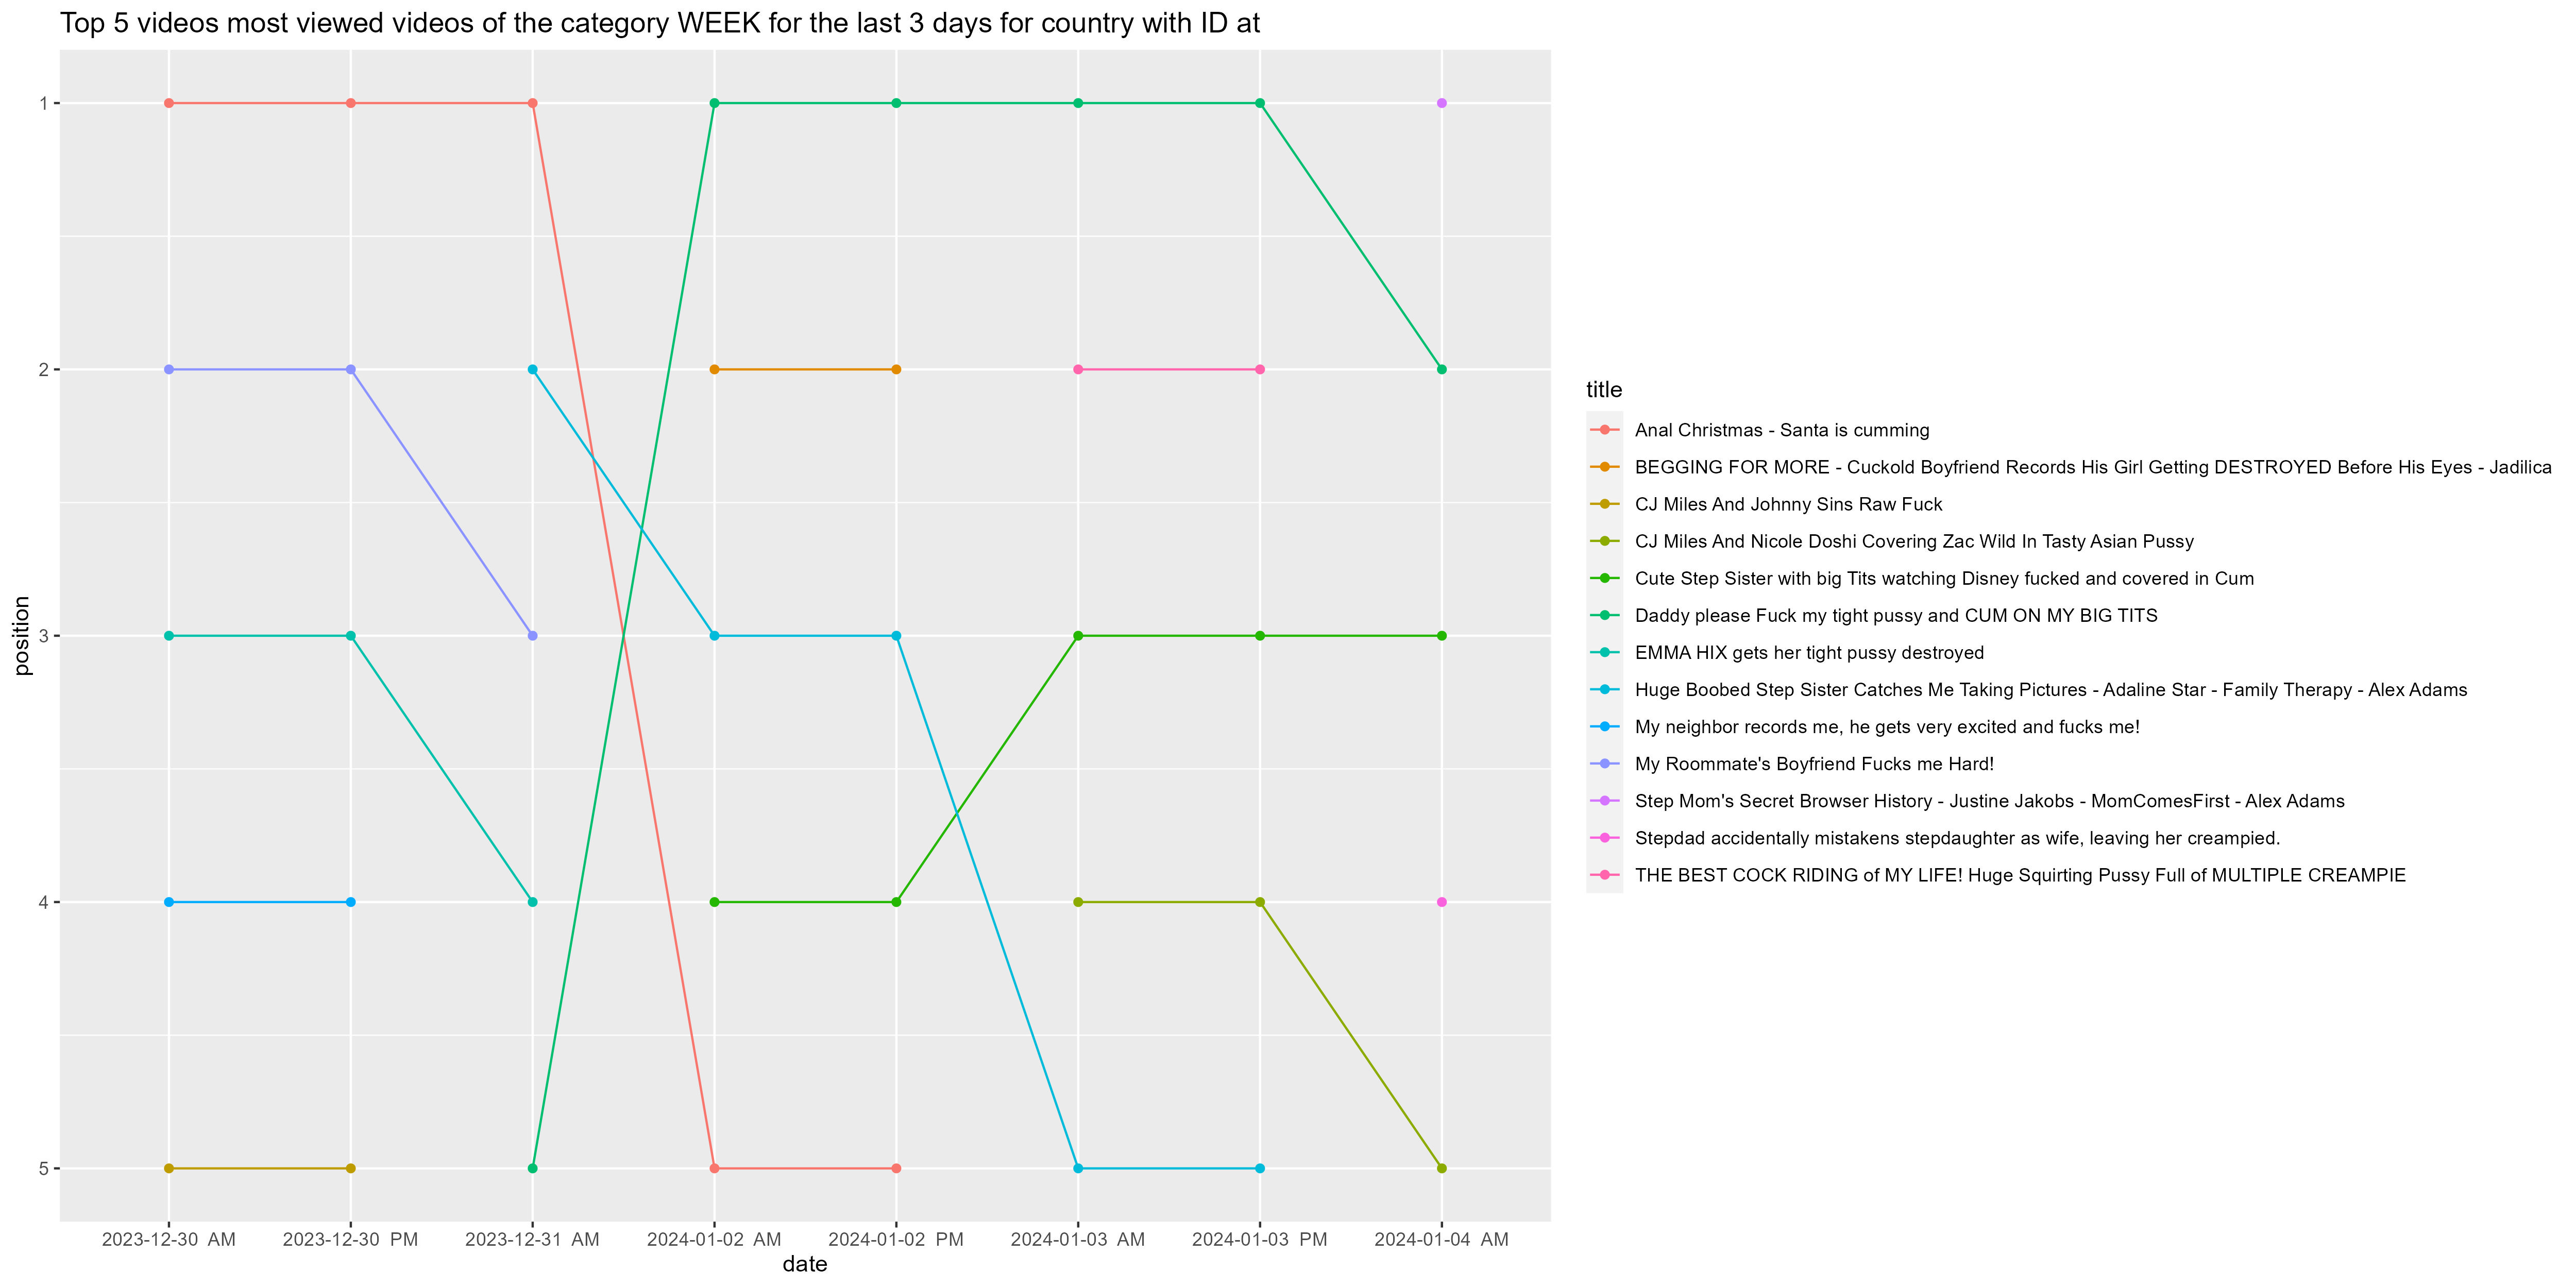 Top 5 videos most viewed videos of the category WEEK for the last 3 days for country with ID at
position
1
2
3
4
5
2023-12-30 AM
2023-12-30 PM
2023-12-31 AM
2024-01-02 AM
2024-01-02 PM
2024-01-03 AM
2024-01-03 PM
2024-01-04 AM
date
title
Anal Christmas - Santa is cumming
BEGGING FOR MORE - Cuckold Boyfriend Records His Girl Getting DESTROYED Before His Eyes - Jadilica
CJ Miles And Johnny Sins Raw Fuck
CJ Miles And Nicole Doshi Covering Zac Wild In Tasty Asian Pussy
Cute Step Sister with big Tits watching Disney fucked and covered in Cum
Daddy please Fuck my tight pussy and CUM ON MY BIG TITS
EMMA HIX gets her tight pussy destroyed
Huge Boobed Step Sister Catches Me Taking Pictures - Adaline Star - Family Therapy - Alex Adams
My neighbor records me, he gets very excited and fucks me!
My Roommate's Boyfriend Fucks me Hard!
Step Mom's Secret Browser History - Justine Jakobs - MomComesFirst - Alex Adams
Stepdad accidentally mistakens stepdaughter as wife, leaving her creampied.
THE BEST COCK RIDING of MY LIFE! Huge Squirting Pussy Full of MULTIPLE CREAMPIE